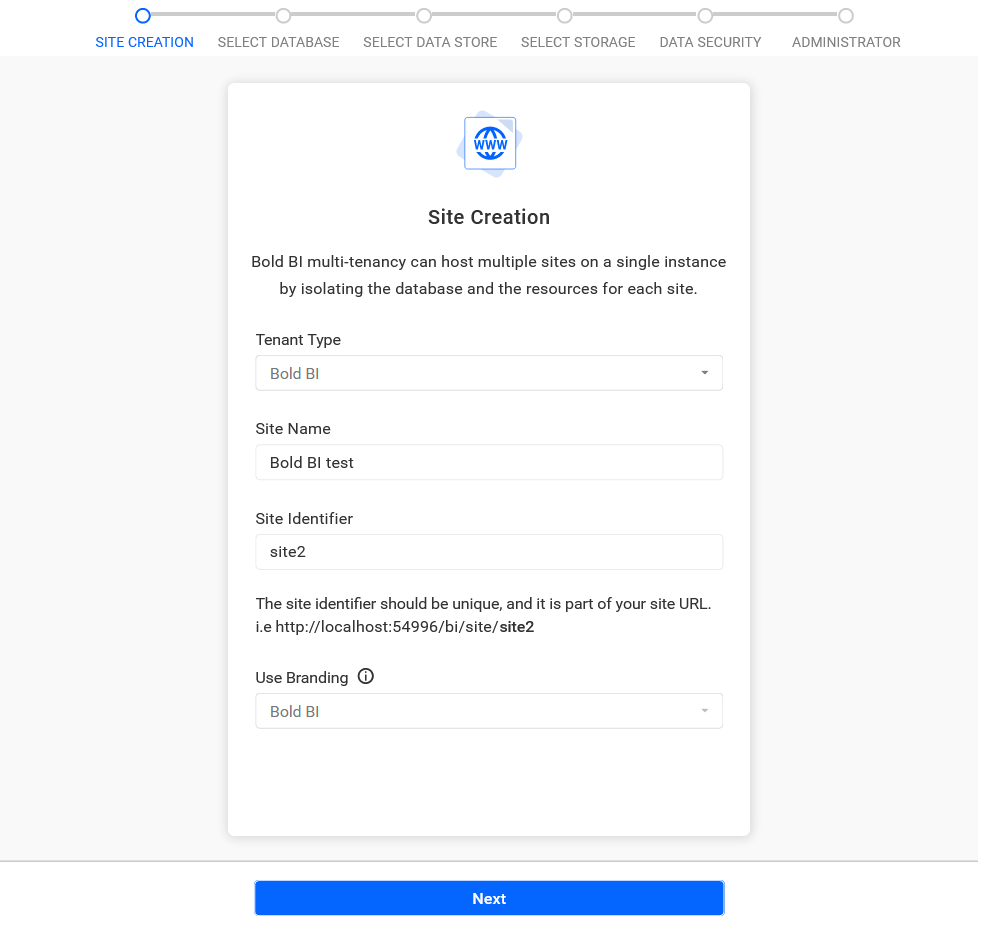 SITE CREATION SELECT DATABASE SELECT DATA STORE SELECT STORAGE DATA SECURITY ADMINISTRATOR
WWW
Site Creation
Bold BI multi-tenancy can host multiple sites on a single instance
by isolating the database and the resources for each site.
Tenant Type
Bold BI
Site Name
Bold BI test
Site Identifier
site2
The site identifier should be unique, and it is part of your site URL.
i.e http://localhost:54996/bi/site/site2
Use Branding
Bold BI
Next